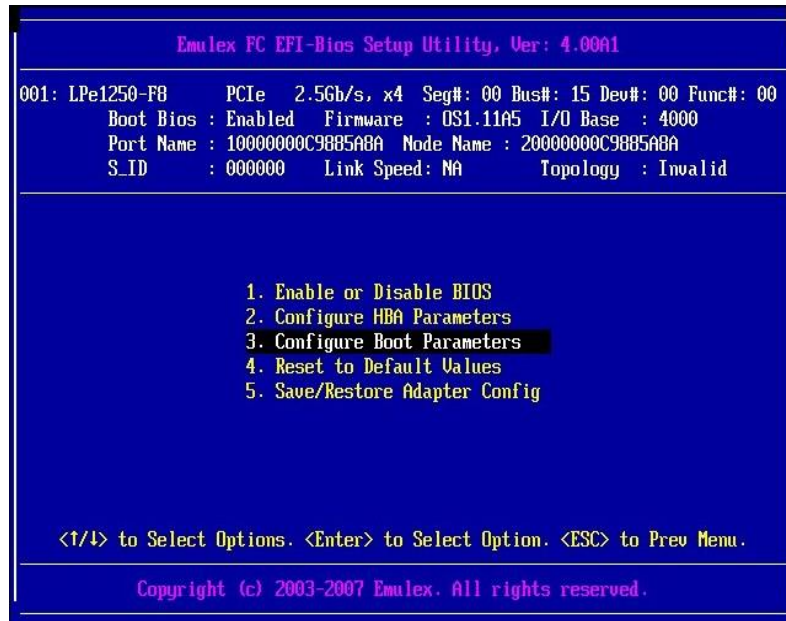 Emulex FC EFI-Bios Setup Utility, Ver: 4.00A1
001: LPe1250-F8 PCIe 2.5Gb/s, x4 Seg#: 00 Bus#: 15 Dev#: 00 Func#: 00
Boot Bios : Enabled Firmware : OS1.11A5 I/O Base : 4000
Port Name : 10000000C9885A8A Node Name : 20000000C9885A8A
S_ID : 000000 Link Speed: NA Topology : Invalid
1. Enable or Disable BIOS
2. Configure HBA Parameters
3. Configure Boot Parameters
4. Reset to Default Values
5. Save/Restore Adapter Config
<↑/↓> to Select Options. <Enter> to Select Option. <ESC> to Prev Menu.
Copyright (c) 2003-2007 Emulex. All rights reserved.